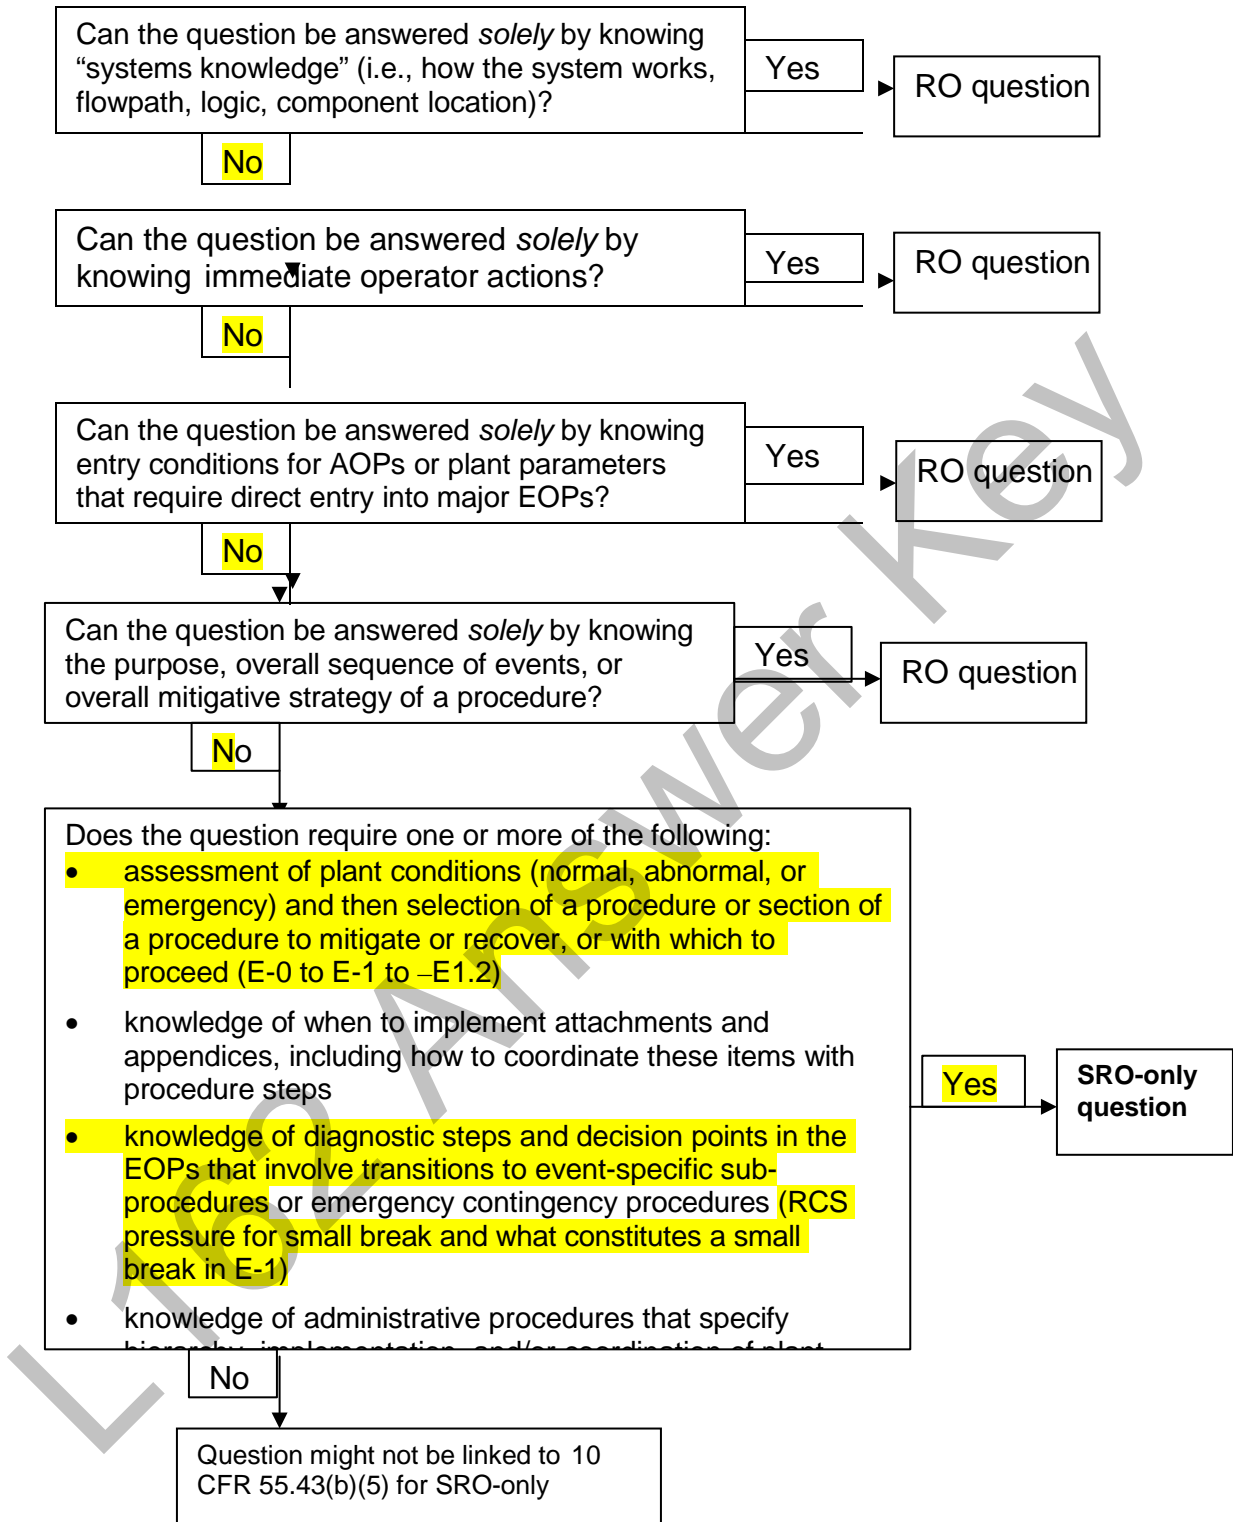 Can the question be answered solely by knowing
“systems knowledge” (i.e., how the system works,
flowpath, logic, component location)?
Yes
RO question
No
Can the question be answered solely by
knowing immediate operator actions?
Yes
RO question
No
Can the question be answered solely by knowing
entry conditions for AOPs or plant parameters
that require direct entry into major EOPs?
Yes
RO question
No
Can the question be answered solely by knowing
the purpose, overall sequence of events, or
overall mitigative strategy of a procedure?
Yes
RO question
No
Does the question require one or more of the following:
• assessment of plant conditions (normal, abnormal, or
emergency) and then selection of a procedure or section of
a procedure to mitigate or recover, or with which to
proceed (E-0 to E-1 to –E1.2)
• knowledge of when to implement attachments and
appendices, including how to coordinate these items with
procedure steps
• knowledge of diagnostic steps and decision points in the
EOPs that involve transitions to event-specific sub-
procedures or emergency contingency procedures (RCS
pressure for small break and what constitutes a small
break in E-1)
• knowledge of administrative procedures that specify
hierarchy, implementation, and/or coordination of plant
Yes
SRO-only
question
No
Question might not be linked to 10
CFR 55.43(b)(5) for SRO-only
L162 Answer Key